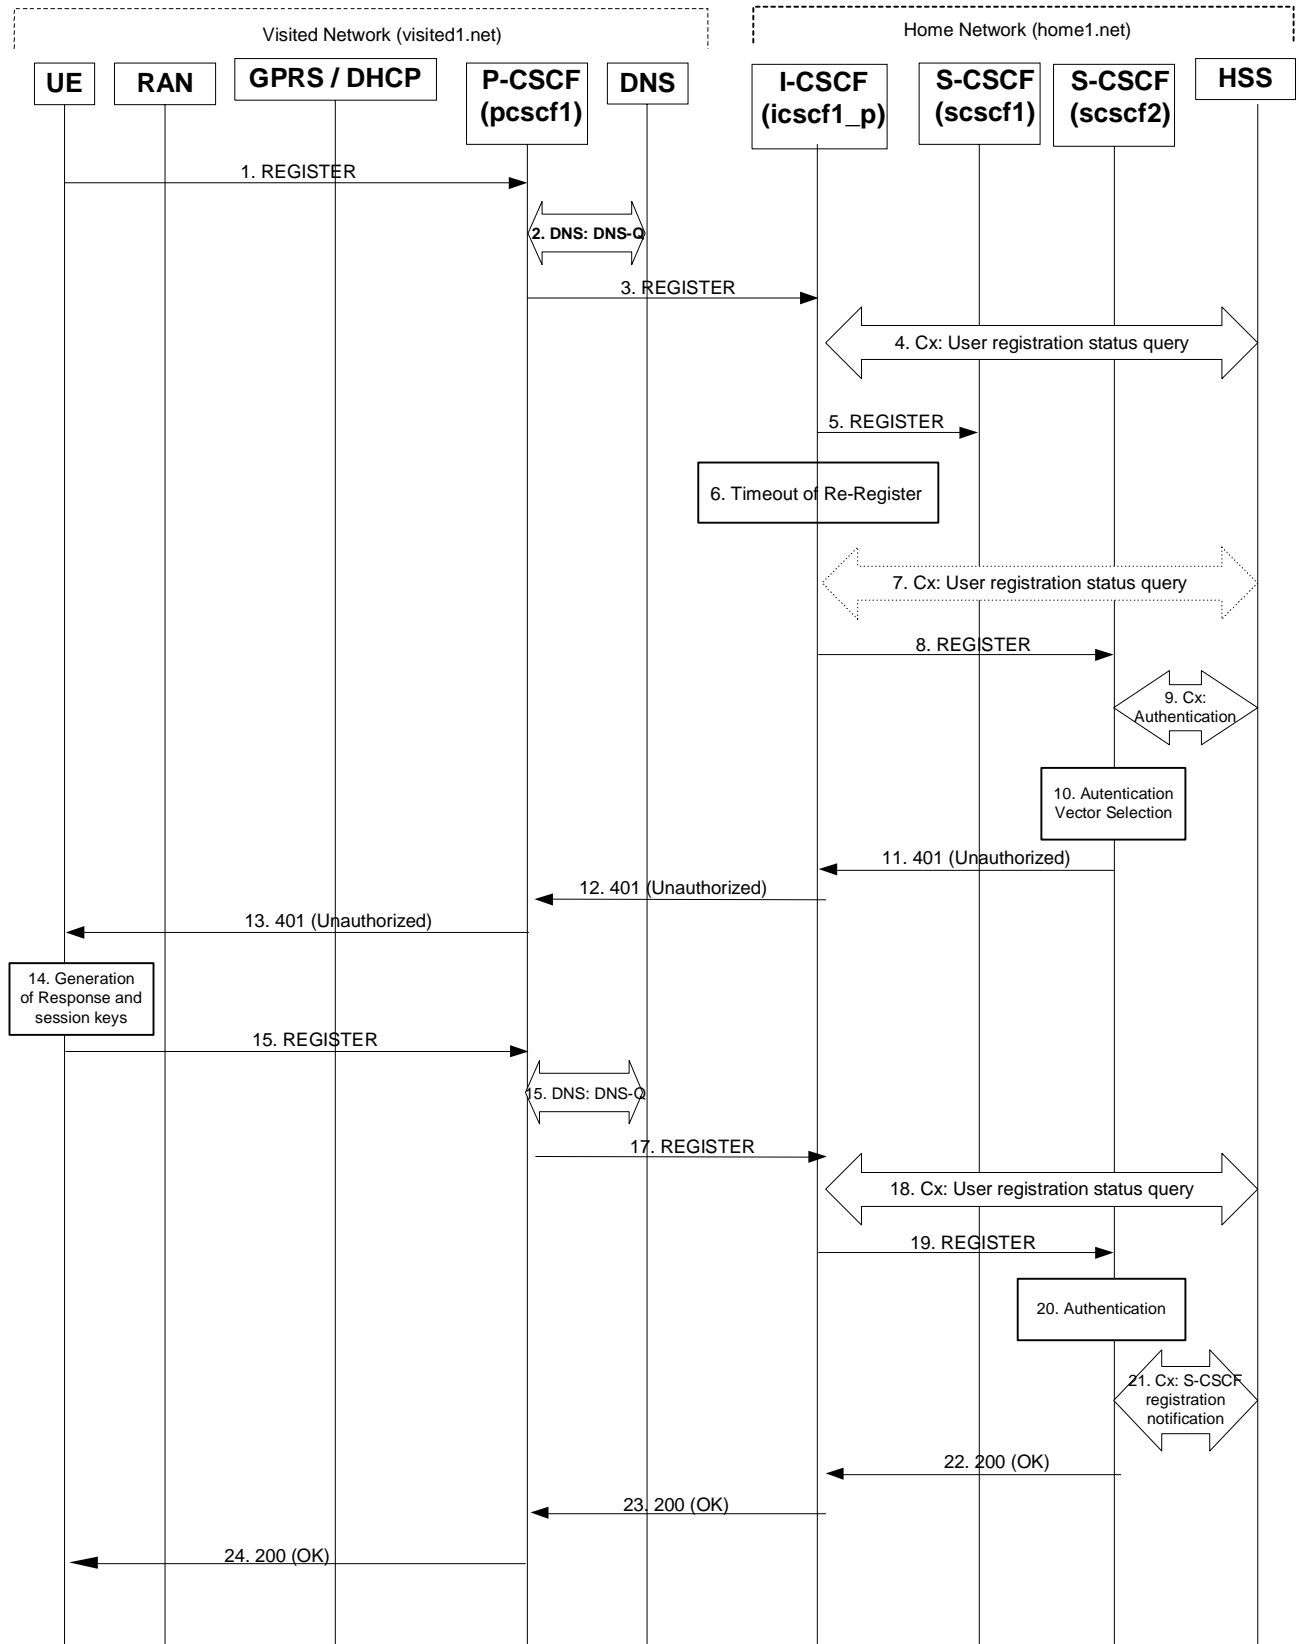 Visited Network (visited1.net)
Home Network (home1.net)
UE
RAN
GPRS / DHCP
P-CSCF
(pcscf1)
DNS
I-CSCF
(icscf1_p)
S-CSCF
(scscf1)
S-CSCF
(scscf2)
HSS
1. REGISTER
2. DNS: DNS-Q
3. REGISTER
4. Cx: User registration status query
5. REGISTER
6. Timeout of Re-Register
7. Cx: User registration status query
8. REGISTER
9. Cx:
Authentication
10. Autentication
Vector Selection
11. 401 (Unauthorized)
12. 401 (Unauthorized)
13. 401 (Unauthorized)
14. Generation
of Response and
session keys
15. REGISTER
15. DNS: DNS-Q
17. REGISTER
18. Cx: User registration status query
19. REGISTER
20. Authentication
21. Cx: S-CSCF
registration
notification
22. 200 (OK)
23. 200 (OK)
24. 200 (OK)